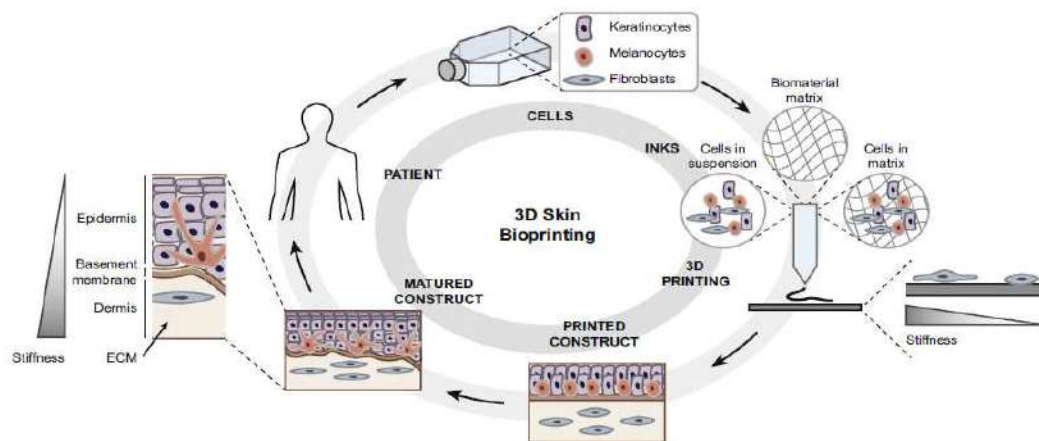 Keratinocytes
Melanocytes
Fibroblasts
CELLS
Biomaterial
matrix
INKS
Cells in
suspension
Cells in
matrix
PATIENT
3D Skin
Bioprinting
Epidermis
Basement
membrane
Dermis
Stiffness
ECM
MATURED
CONSTRUCT
3D
PRINTING
PRINTED
CONSTRUCT
Stiffness